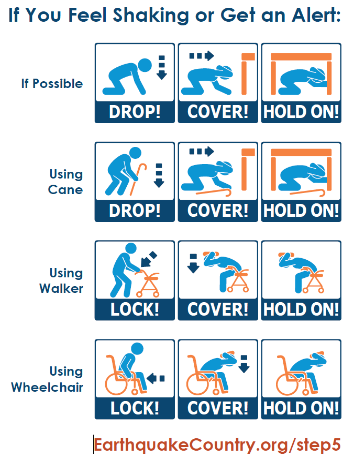 If You Feel Shaking or Get an Alert:
If Possible
DROP!
COVER!
HOLD ON!
Using
Cane
DROP!
COVER!
HOLD ON!
Using
Walker
LOCK!
COVER!
HOLD ON!
Using
Wheelchair
LOCK!
COVER!
HOLD ON!
EarthquakeCountry.org/step5